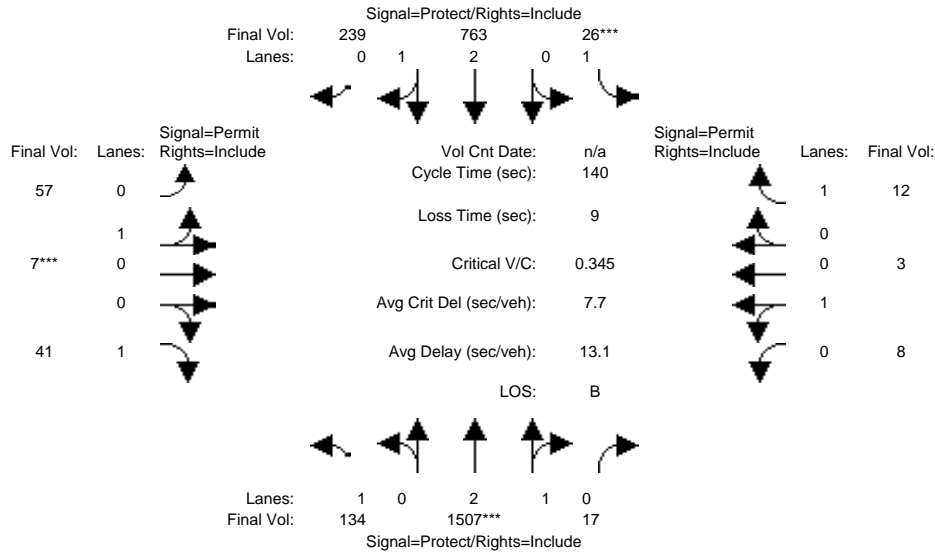 Signal=Protect/Rights=Include
Final Vol: 239 763 26***
Lanes: 0 1 2 0 1
Signal=Permit
Final Vol: Lanes: Rights=Include
Vol Cnt Date: n/a
Signal=Permit
Rights=Include Lanes: Final Vol:
Cycle Time (sec): 140
57 0
1 12
Loss Time (sec): 9
1
0
7*** 0
Critical V/C: 0.345
0 3
0
Avg Crit Del (sec/veh): 7.7
1
41 1
Avg Delay (sec/veh): 13.1
0 8
LOS: B
Lanes: 1 0 2 1 0
Final Vol: 134 1507*** 17
Signal=Protect/Rights=Include